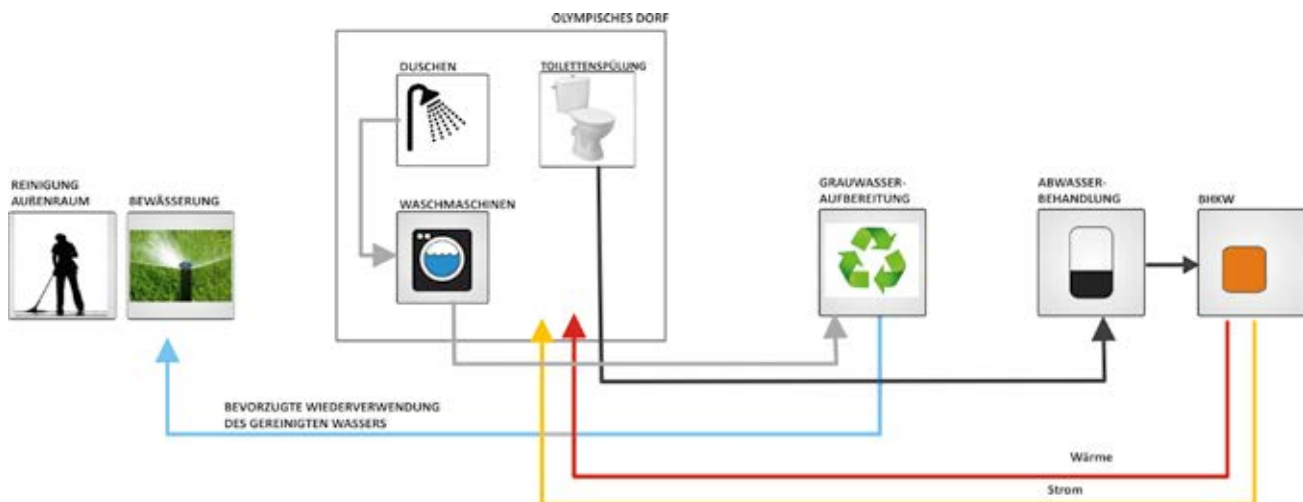 OLYMPISCHES DORF
DUSCHEN
TOILETTENSPÜLUNG
REINIGUNG
AUßENRAUM
BEWÄSSERUNG
WASCHMASCHINEN
GRAUWASSER-
AUFBEREITUNG
ABWASSER-
BEHANDLUNG
BHKW
BEVORZUGTE WIEDERVERWENDUNG
DES GEREINIGTEN WASSERS
Wärme
Strom